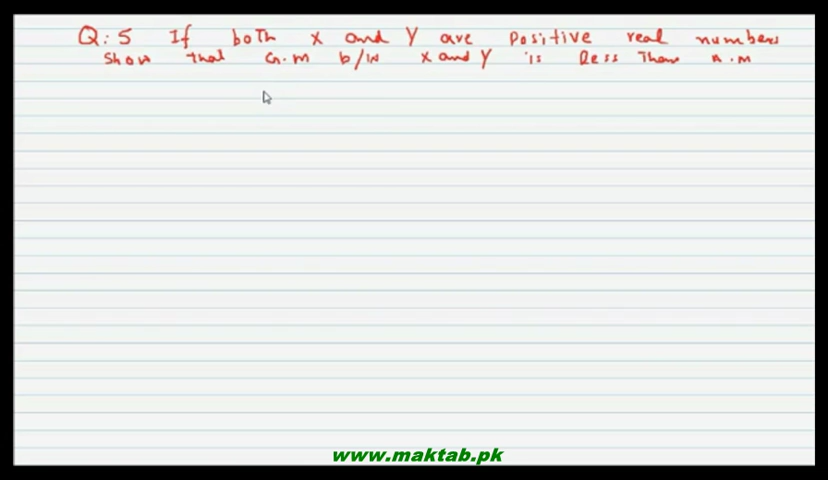 Q: 5 If both x and Y are Positive real numbers
Show that G.M b/w x and Y is less than A.M
www.maktab.pk